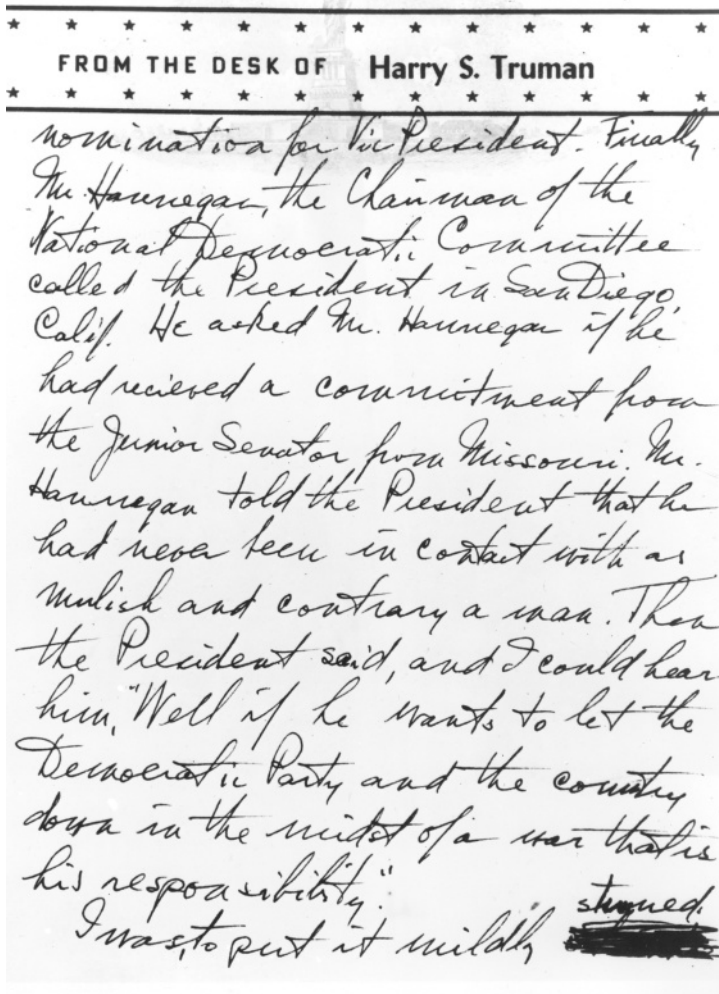 FROM THE DESK OF Harry S. Truman
nomination for Vice President. Finally
Mr. Hannegan, the Chairman of the
National Democratic Committee
called the President in San Diego,
Calif. He asked Mr. Hannegan if he
had recieved a commitment from
the Junior Senator from Missouri. Mr.
Hannegan told the President that he
had never been in contact with as
mulish and contrary a man. Then
the President said, and I could hear
him, "Well if he wants to let the
Democratic Party and the country
down in the midst of a war that is
his responsibility."
stunned.
I was, to put it mildly